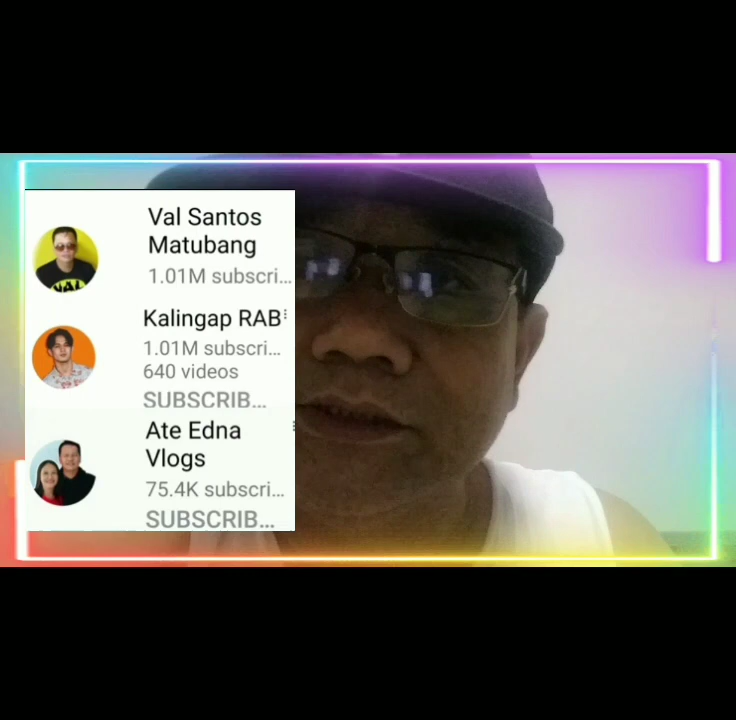 Val Santos
Matubang
1.01M subscri...
Kalingap RAB
1.01M subscri...
640 videos
SUBSCRIB...
Ate Edna
Vlogs
75.4K subscri...
SUBSCRIB...